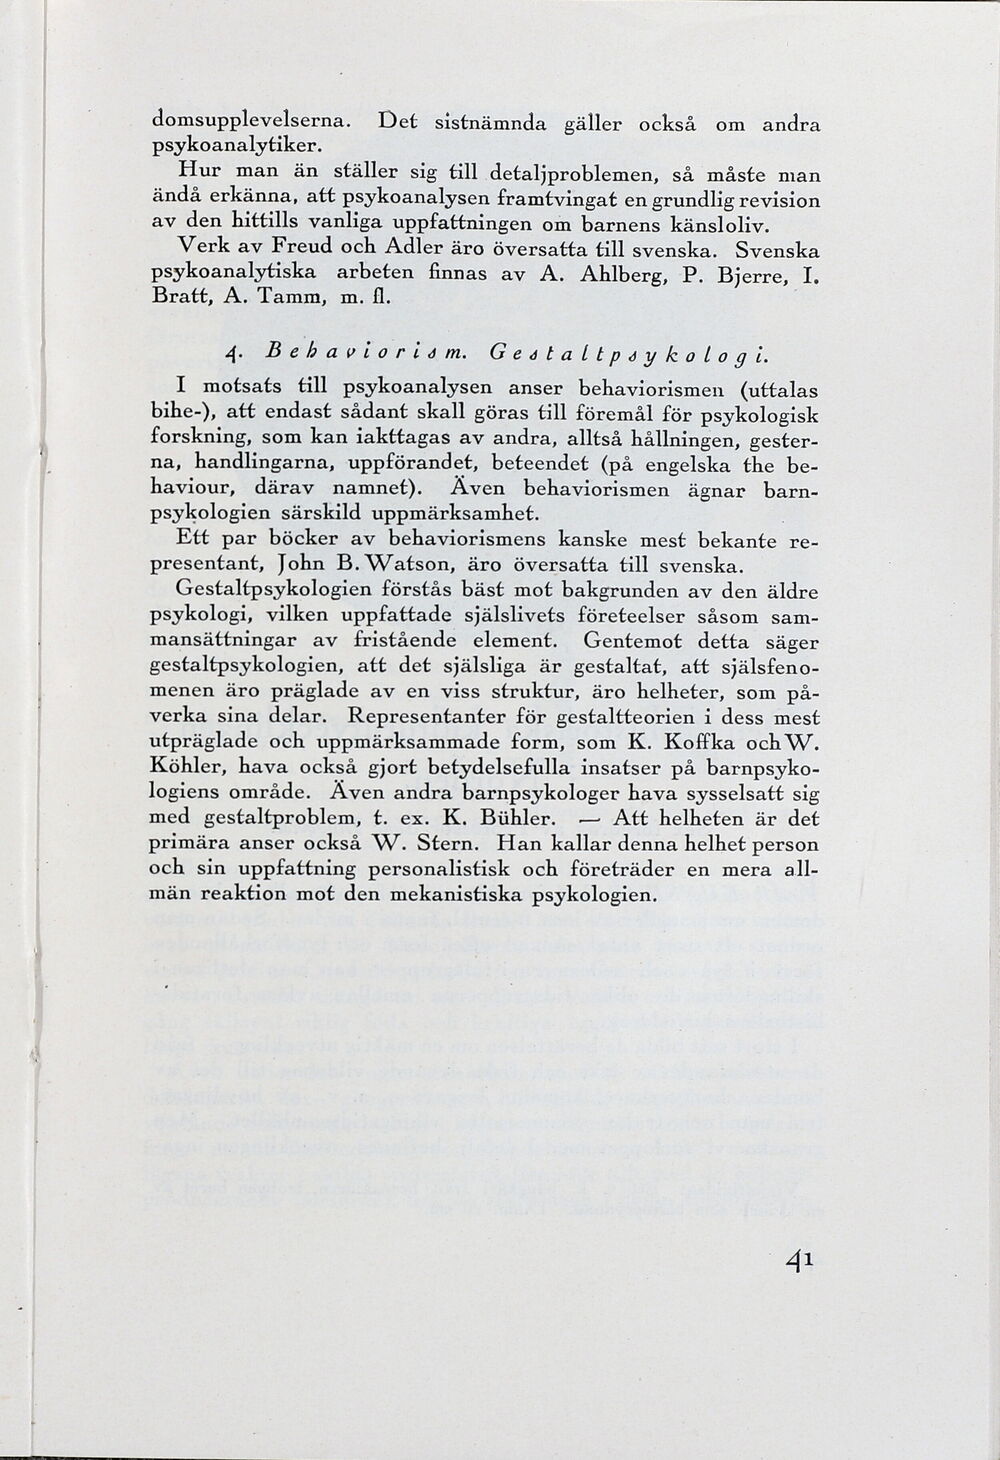 domsupplevelserna. Det sistnämnda gäller också om andra
psykoanalytiker.
Hur man än ställer sig till detaljproblemen, så måste man
ändå erkänna, att psykoanalysen framtvingat en grundlig revision
av den hittills vanliga uppfattningen om barnens känsloliv.
Verk av Freud och Adler äro översatta till svenska. Svenska
psykoanalytiska arbeten finnas av A. Ahlberg, P. Bjerre, I.
Bratt, A. Tamm, m. fl.
4. Behaviorism. Gestaltpsykologi.
I motsats till psykoanalysen anser behaviorismen (uttalas
bihe-), att endast sådant skall göras till föremål för psykologisk
forskning, som kan iakttagas av andra, alltså hållningen, gester-
na, handlingarna, uppförandet, beteendet (på engelska the be-
haviour, därav namnet). Även behaviorismen ägnar barn-
psykologien särskild uppmärksamhet.
Ett par böcker av behaviorismens kanske mest bekante re-
presentant, John B. Watson, äro översatta till svenska.
Gestaltpsykologien förstås bäst mot bakgrunden av den äldre
psykologi, vilken uppfattade själslivets företeelser såsom sam-
mansättningar av fristående element. Gentemot detta säger
gestaltpsykologien, att det själsliga är gestaltat, att själsfeno-
menen äro präglade av en viss struktur, äro helheter, som på-
verka sina delar. Representanter för gestaltteorien i dess mest
utpräglade och uppmärksammade form, som K. Koffka och W.
Köhler, hava också gjort betydelsefulla insatser på barnpsyko-
logiens område. Även andra barnpsykologer hava sysselsatt sig
med gestaltproblem, t. ex. K. Bühler. — Att helheten är det
primära anser också W. Stern. Han kallar denna helhet person
och sin uppfattning personalistisk och företräder en mera all-
män reaktion mot den mekanistiska psykologien.
41